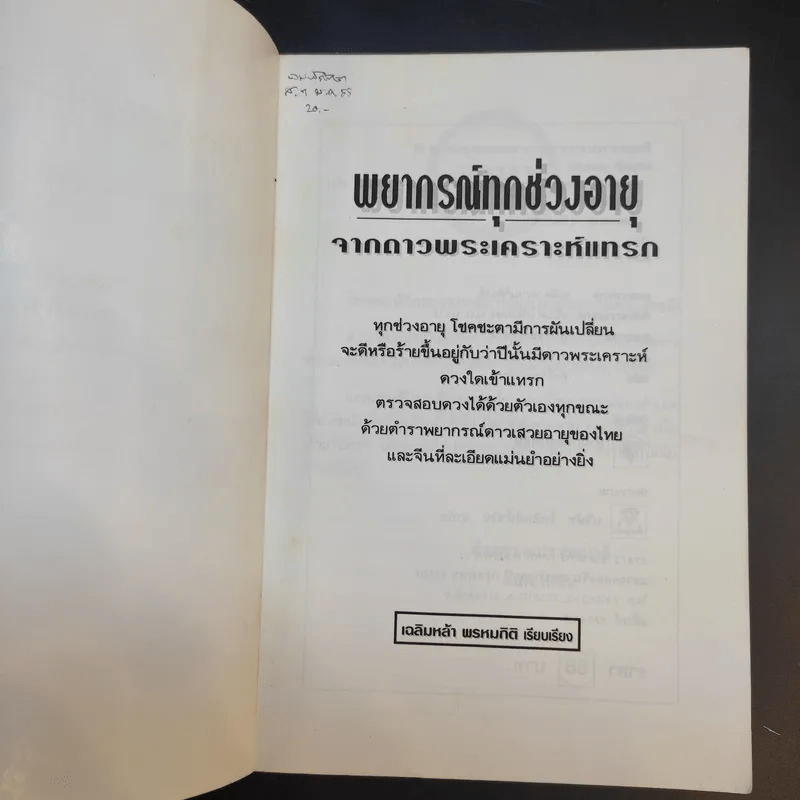 20.-
พยากรณ์ทุกช่วงอายุ
จากดาวพระเคราะห์แทรก
ทุกช่วงอายุ โชคชะตามีการผันเปลี่ยน
จะดีหรือร้ายขึ้นอยู่กับว่าปีนั้นมีดาวพระเคราะห์
ดวงใดเข้าแทรก
ตรวจสอบดวงได้ด้วยตัวเองทุกขณะ
ด้วยตำราพยากรณ์ดาวเสวยอายุของไทย
และจีนที่ละเอียดแม่นยำอย่างยิ่ง
เฉลิมหล้า พรหมกิติ เรียบเรียง